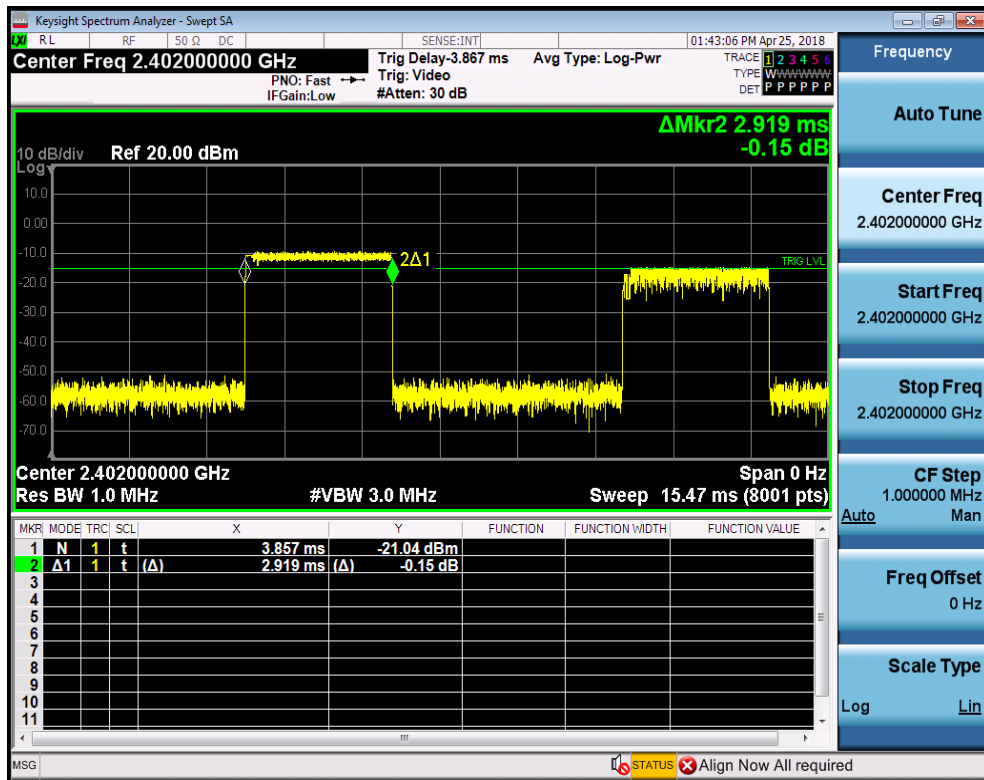 Keysight Spectrum Analyzer - Swept SA
LXI RL RF 50 Ω DC SENSE:INT 01:43:06 PM Apr 25, 2018
Center Freq 2.402000000 GHz
PNO: Fast
IFGain:Low
Trig Delay-3.867 ms
Trig: Video
#Atten: 30 dB
Avg Type: Log-Pwr
TRACE 1 2 3 4 5 6
TYPE WWWWWW
DET P P P P P P
ΔMkr2 2.919 ms
-0.15 dB
10 dB/div Ref 20.00 dBm
Log
10.0
0.00
-10.0
-20.0
-30.0
-40.0
-50.0
-60.0
-70.0
2Δ1
TRIG LVL
Center 2.402000000 GHz Span 0 Hz
Res BW 1.0 MHz #VBW 3.0 MHz Sweep 15.47 ms (8001 pts)
MKR MODE TRC SCL X Y FUNCTION FUNCTION WIDTH FUNCTION VALUE
1 N 1 t 3.857 ms -21.04 dBm
2 Δ1 1 t (Δ) 2.919 ms (Δ) -0.15 dB
3
4
5
6
7
8
9
10
11
MSG STATUS Align Now All required
Frequency
Auto Tune
Center Freq
2.402000000 GHz
Start Freq
2.402000000 GHz
Stop Freq
2.402000000 GHz
CF Step
1.000000 MHz
Auto Man
Freq Offset
0 Hz
Scale Type
Log Lin